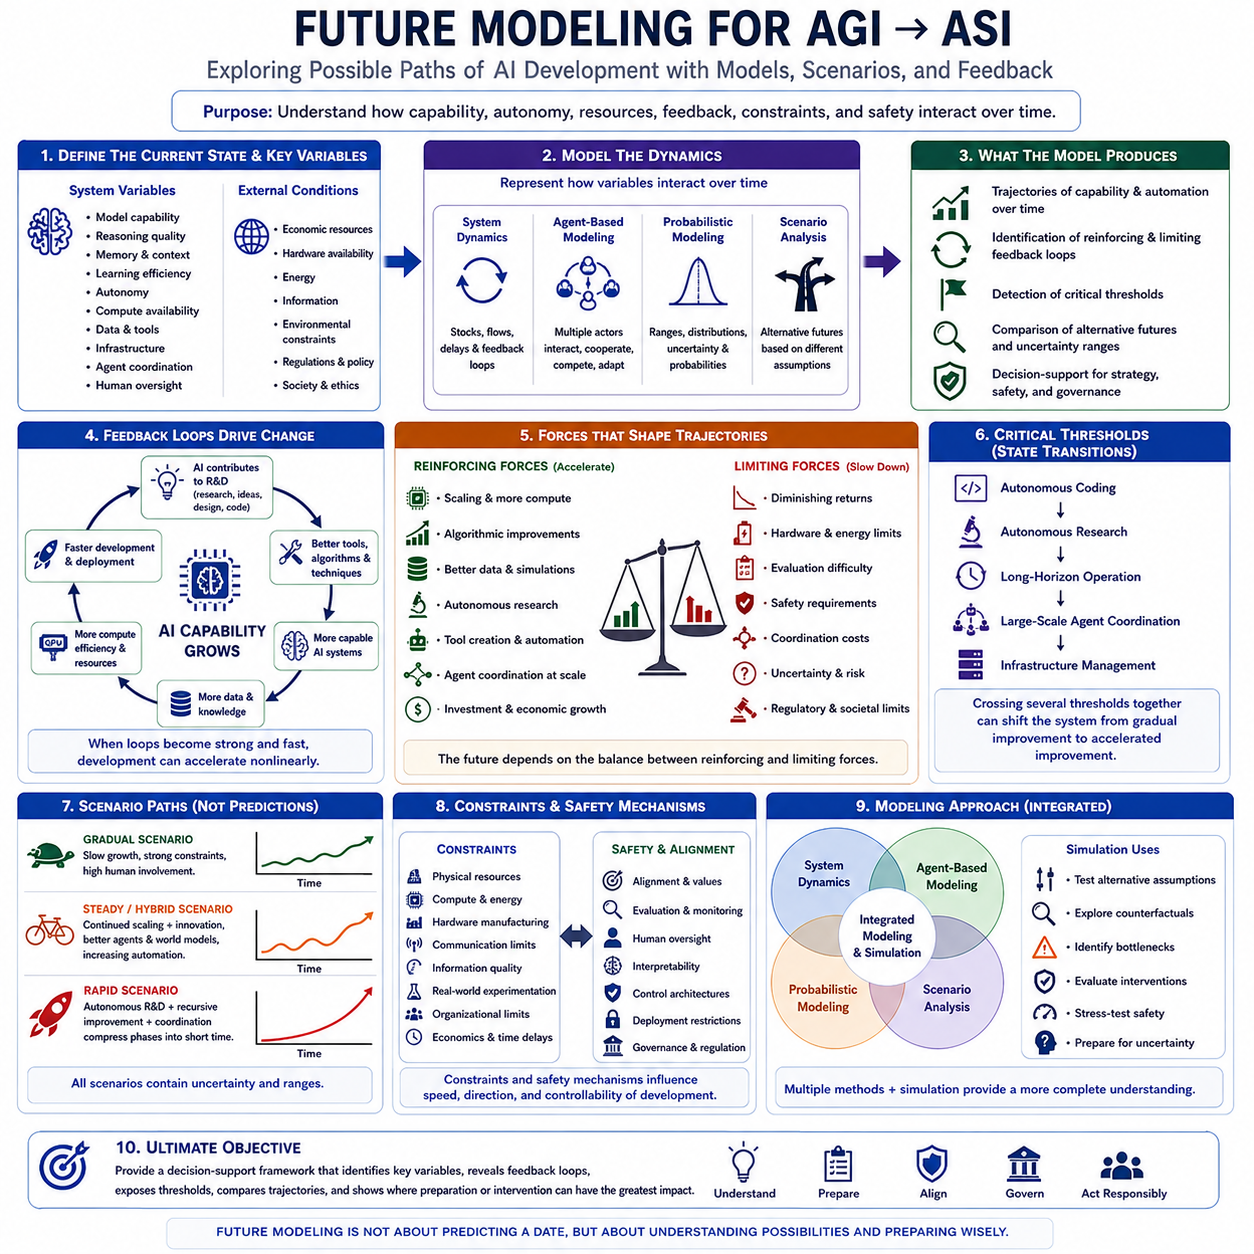 FUTURE MODELING FOR AGI → ASI
Exploring Possible Paths of AI Development with Models, Scenarios, and Feedback
Purpose: Understand how capability, autonomy, resources, feedback, constraints, and safety interact over time.
1. DEFINE THE CURRENT STATE & KEY VARIABLES
System Variables
• Model capability
• Reasoning quality
• Memory & context
• Learning efficiency
• Autonomy
• Compute availability
• Data & tools
• Infrastructure
• Agent coordination
• Human oversight
External Conditions
• Economic resources
• Hardware availability
• Energy
• Information
• Environmental
constraints
• Regulations & policy
• Society & ethics
2. MODEL THE DYNAMICS
Represent how variables interact over time
System
Dynamics
Stocks, flows,
delays & feedback
loops
Agent-Based
Modeling
Multiple actors
interact, cooperate,
compete, adapt
Probabilistic
Modeling
Ranges, distributions,
uncertainty &
probabilities
Scenario
Analysis
Alternative futures
based on different
assumptions
3. WHAT THE MODEL PRODUCES
Trajectories of capability & automation
over time
Identification of reinforcing & limiting
feedback loops
Detection of critical thresholds
Comparison of alternative futures
and uncertainty ranges
Decision-support for strategy,
safety, and governance
4. FEEDBACK LOOPS DRIVE CHANGE
AI contributes
to R&D
(research, ideas,
design, code)
Better tools,
algorithms &
techniques
More capable
AI systems
More data &
knowledge
GPU
More compute
efficiency &
resources
Faster development
& deployment
AI CAPABILITY
GROWS
When loops become strong and fast,
development can accelerate nonlinearly.
5. FORCES THAT SHAPE TRAJECTORIES
REINFORCING FORCES (Accelerate)
• Scaling & more compute
• Algorithmic improvements
• Better data & simulations
• Autonomous research
• Tool creation & automation
• Agent coordination at scale
$
• Investment & economic growth
LIMITING FORCES (Slow Down)
• Diminishing returns
• Hardware & energy limits
• Evaluation difficulty
• Safety requirements
• Coordination costs
?
• Uncertainty & risk
• Regulatory & societal limits
The future depends on the balance between reinforcing and limiting forces.
6. CRITICAL THRESHOLDS
(STATE TRANSITIONS)
</>
Autonomous Coding
↓
Autonomous Research
↓
Long-Horizon Operation
↓
Large-Scale Agent Coordination
↓
Infrastructure Management
Crossing several thresholds together
can shift the system from gradual
improvement to accelerated
improvement.
7. SCENARIO PATHS (NOT PREDICTIONS)
GRADUAL SCENARIO
Slow growth, strong constraints,
high human involvement.
Time
STEADY / HYBRID SCENARIO
Continued scaling + innovation,
better agents & world models,
increasing automation.
Time
RAPID SCENARIO
Autonomous R&D + recursive
improvement + coordination
compress phases into short time.
Time
All scenarios contain uncertainty and ranges.
8. CONSTRAINTS & SAFETY MECHANISMS
CONSTRAINTS
Physical resources
Compute & energy
Hardware manufacturing
Communication limits
Information quality
Real-world experimentation
Organizational limits
Economics & time delays
SAFETY & ALIGNMENT
Alignment & values
Evaluation & monitoring
Human oversight
Interpretability
Control architectures
Deployment restrictions
Governance & regulation
Constraints and safety mechanisms influence
speed, direction, and controllability of development.
9. MODELING APPROACH (INTEGRATED)
System
Dynamics
Agent-Based
Modeling
Integrated
Modeling
& Simulation
Probabilistic
Modeling
Scenario
Analysis
Simulation Uses
• Test alternative assumptions
• Explore counterfactuals
• Identify bottlenecks
• Evaluate interventions
• Stress-test safety
• Prepare for uncertainty
Multiple methods + simulation provide a more complete understanding.
10. ULTIMATE OBJECTIVE
Provide a decision-support framework that identifies key variables, reveals feedback loops,
exposes thresholds, compares trajectories, and shows where preparation or intervention can have the greatest impact.
Understand
Prepare
Align
Govern
Act Responsibly
FUTURE MODELING IS NOT ABOUT PREDICTING A DATE, BUT ABOUT UNDERSTANDING POSSIBILITIES AND PREPARING WISELY.